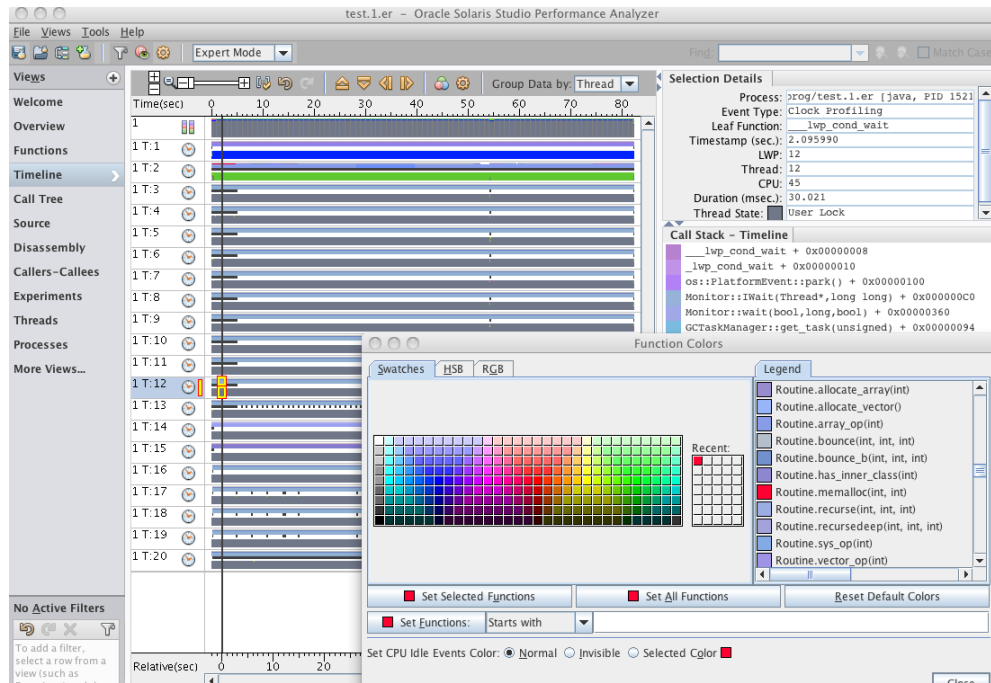 test.1.er – Oracle Solaris Studio Performance Analyzer
File Views Tools Help
Expert Mode
Find:
Match Case
Views
Welcome
Overview
Functions
Timeline
Call Tree
Source
Disassembly
Callers-Callees
Experiments
Threads
Processes
More Views...
No Active Filters
To add a filter,
select a row from a
view (such as
Group Data by: Thread
Time(sec) 0 10 20 30 40 50 60 70 80
1
1 T:1
1 T:2
1 T:3
1 T:4
1 T:5
1 T:6
1 T:7
1 T:8
1 T:9
1 T:10
1 T:11
1 T:12
1 T:13
1 T:14
1 T:15
1 T:16
1 T:17
1 T:18
1 T:19
1 T:20
Relative(sec) 0 10 20
Selection Details
Process: prog/test.1.er [java, PID 1521
Event Type: Clock Profiling
Leaf Function: ___lwp_cond_wait
Timestamp (sec.): 2.095990
LWP: 12
Thread: 12
CPU: 45
Duration (msec.): 30.021
Thread State: User Lock
Call Stack – Timeline
___lwp_cond_wait + 0x00000008
_lwp_cond_wait + 0x00000010
os::PlatformEvent::park() + 0x00000100
Monitor::IWait(Thread*,long long) + 0x000000C0
Monitor::wait(bool,long,bool) + 0x00000360
GCTaskManager::get_task(unsigned) + 0x00000094
Function Colors
Swatches HSB RGB
Recent:
Legend
Routine.allocate_array(int)
Routine.allocate_vector()
Routine.array_op(int)
Routine.bounce(int, int, int)
Routine.bounce_b(int, int, int)
Routine.has_inner_class(int)
Routine.memalloc(int, int)
Routine.recurse(int, int, int)
Routine.recursedeep(int, int, int)
Routine.sys_op(int)
Routine.vector_op(int)
Set Selected Functions
Set All Functions
Reset Default Colors
Set Functions: Starts with
Set CPU Idle Events Color: Normal Invisible Selected Color
Close